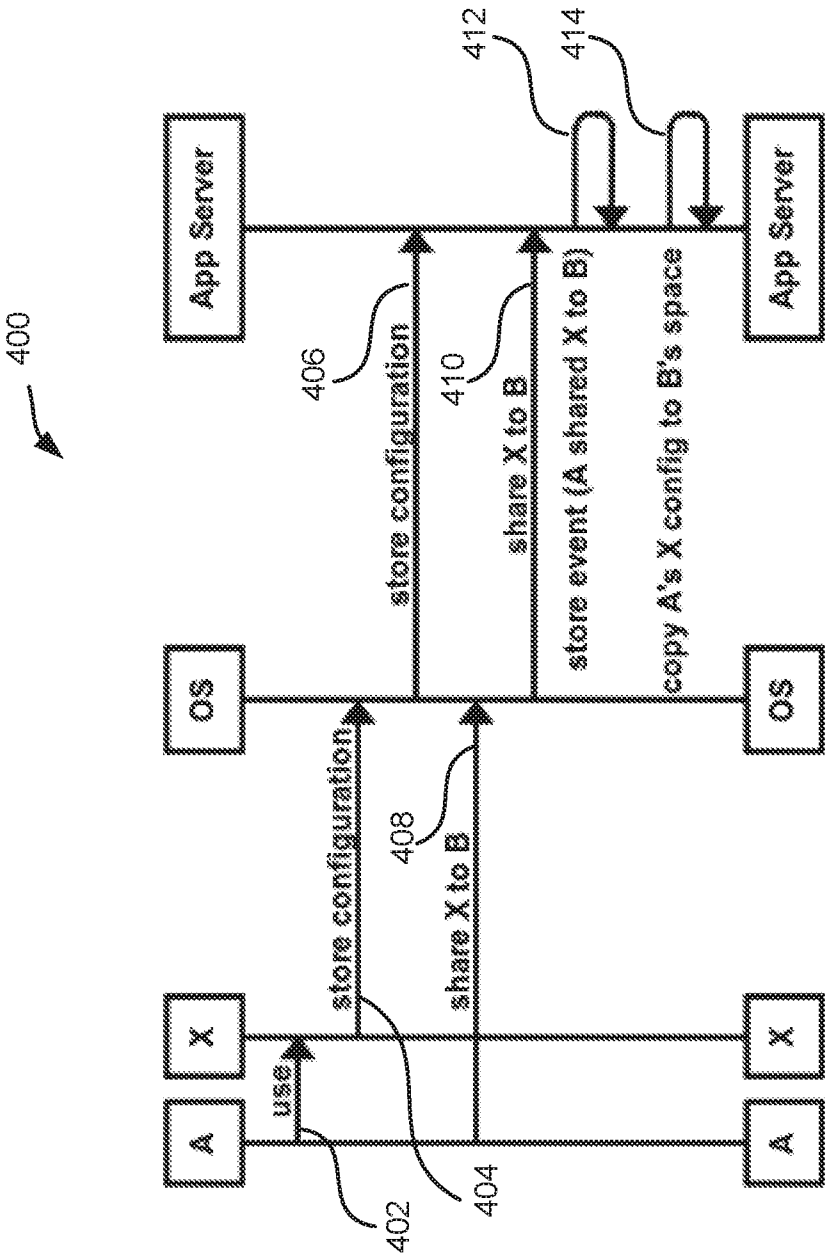 400
A
X
OS
App Server
use
402
store configuration
404
store configuration
406
share X to B
408
share X to B
410
store event (A shared X to B)
412
copy A's X config to B's space
414
A
X
OS
App Server